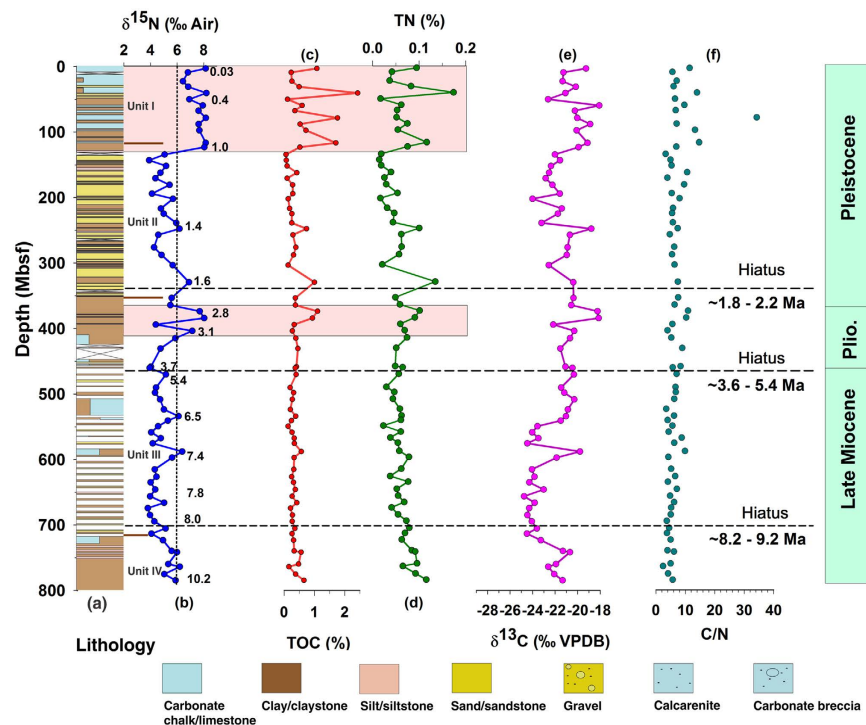 δ15N (‰ Air)
TN (%)
2 4 6 8
(c)
0.0 0.1 0.2
(e)
(f)
0
100
200
300
400
500
600
700
800
Depth (Mbsf)
Unit I
Unit II
Unit III
Unit IV
0.03
0.4
1.0
1.4
1.6
2.8
3.1
3.7
5.4
6.5
7.4
7.8
8.0
10.2
Hiatus
~1.8 - 2.2 Ma
Hiatus
~3.6 - 5.4 Ma
Hiatus
~8.2 - 9.2 Ma
Pleistocene
Plio.
Late Miocene
(a)
(b)
(d)
0 1 2
-28 -26 -24 -22 -20 -18
0 10 20 30 40
Lithology
TOC (%)
δ13C (‰ VPDB)
C/N
Carbonate
chalk/limestone
Clay/claystone
Silt/siltstone
Sand/sandstone
Gravel
Calcarenite
Carbonate breccia